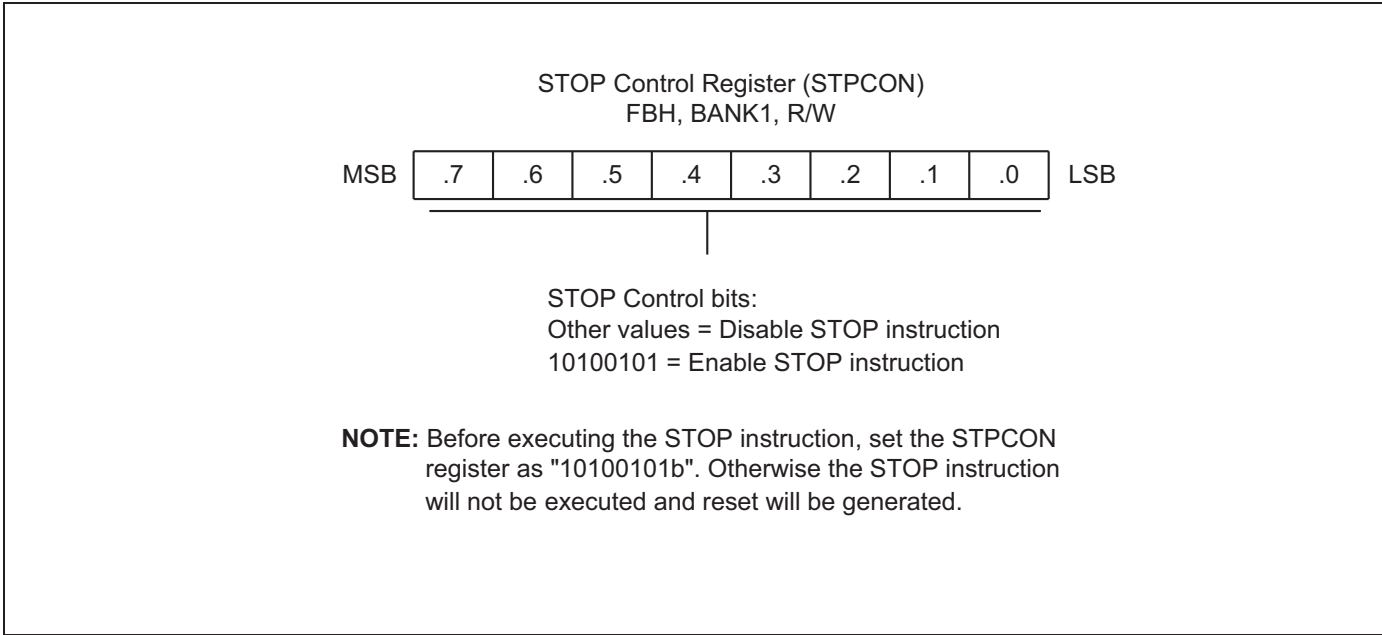 STOP Control Register (STPCON)
FBH, BANK1, R/W
MSB .7 .6 .5 .4 .3 .2 .1 .0 LSB
STOP Control bits:
Other values = Disable STOP instruction
10100101 = Enable STOP instruction
NOTE: Before executing the STOP instruction, set the STPCON
register as "10100101b". Otherwise the STOP instruction
will not be executed and reset will be generated.